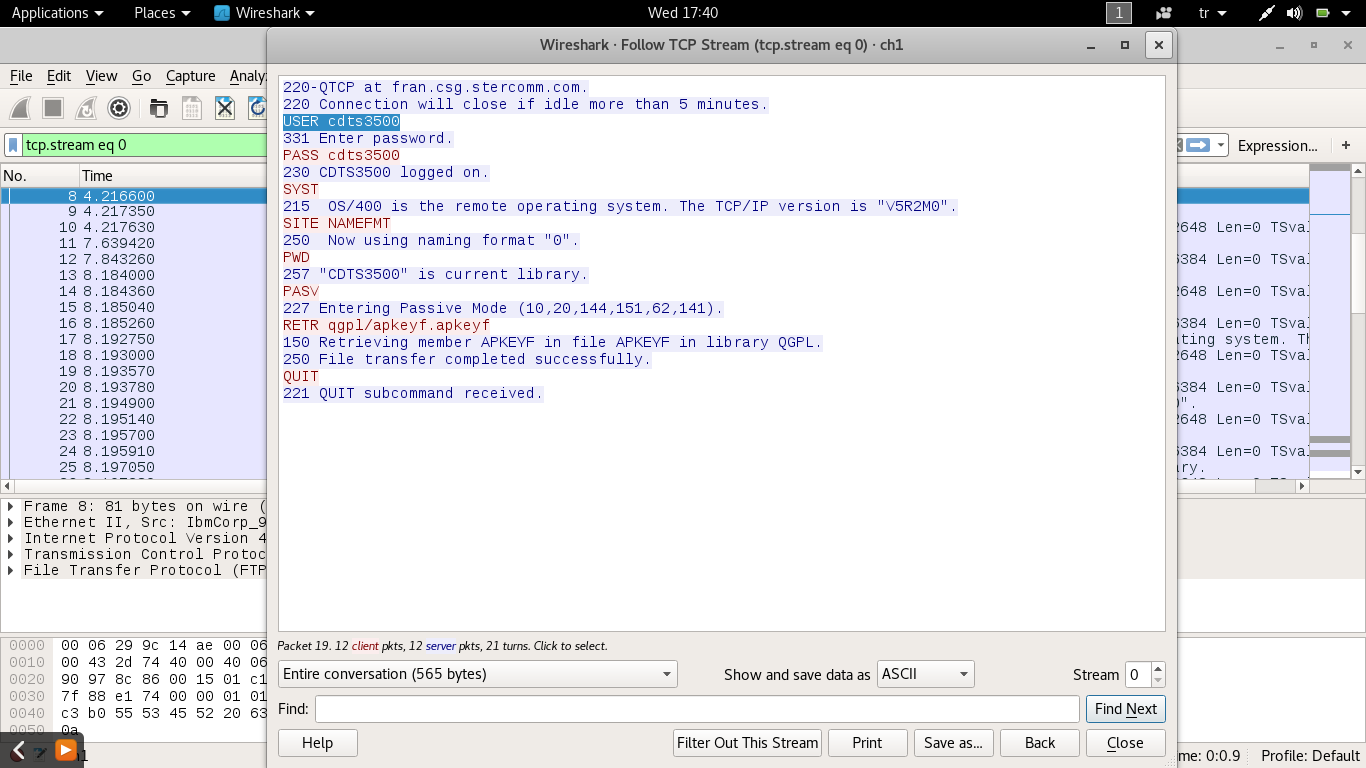 Applications Places Wireshark Wed 17:40 1 tr
Wireshark · Follow TCP Stream (tcp.stream eq 0) · ch1
File Edit View Go Capture Analy
tcp.stream eq 0
Expression... +
No. Time
8 4.216600
9 4.217350
10 4.217630
11 7.639420
12 7.843260
13 8.184000
14 8.184360
15 8.185040
16 8.185260
17 8.192750
18 8.193000
19 8.193570
20 8.193780
21 8.194900
22 8.195140
23 8.195700
24 8.195910
25 8.197050
220-QTCP at fran.csg.stercomm.com.
220 Connection will close if idle more than 5 minutes.
USER cdts3500
331 Enter password.
PASS cdts3500
230 CDTS3500 logged on.
SYST
215  OS/400 is the remote operating system. The TCP/IP version is "V5R2M0".
SITE NAMEFMT
250  Now using naming format "0".
PWD
257 "CDTS3500" is current library.
PASV
227 Entering Passive Mode (10,20,144,151,62,141).
RETR qgpl/apkeyf.apkeyf
150 Retrieving member APKEYF in file APKEYF in library QGPL.
250 File transfer completed successfully.
QUIT
221 QUIT subcommand received.
2648 Len=0 TSval
6384 Len=0 TSval
2648 Len=0 TSval
6384 Len=0 TSval
ating system. Th
2648 Len=0 TSval
6384 Len=0 TSval
0".
2648 Len=0 TSval
6384 Len=0 TSval
ary.
Frame 8: 81 bytes on wire (
Ethernet II, Src: IbmCorp_9
Internet Protocol Version 4
Transmission Control Protoc
File Transfer Protocol (FTP
0000 00 06 29 9c 14 ae 00 06
0010 00 43 2d 74 40 00 40 06
0020 90 97 8c 86 00 15 01 c1
0030 7f 88 e1 74 00 00 01 01
0040 c3 b0 55 53 45 52 20 63
0050 0a
Packet 19. 12 client pkts, 12 server pkts, 21 turns. Click to select.
Entire conversation (565 bytes) Show and save data as ASCII Stream 0
Find: Find Next
Help Filter Out This Stream Print Save as... Back Close
h1 me: 0:0.9 Profile: Default